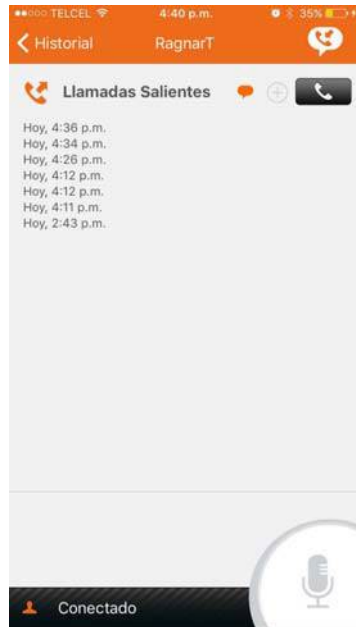 TELCEL 4:40 p.m. 35%
Historial RagnarT
Llamadas Salientes
Hoy, 4:36 p.m.
Hoy, 4:34 p.m.
Hoy, 4:26 p.m.
Hoy, 4:12 p.m.
Hoy, 4:12 p.m.
Hoy, 4:11 p.m.
Hoy, 2:43 p.m.
Conectado